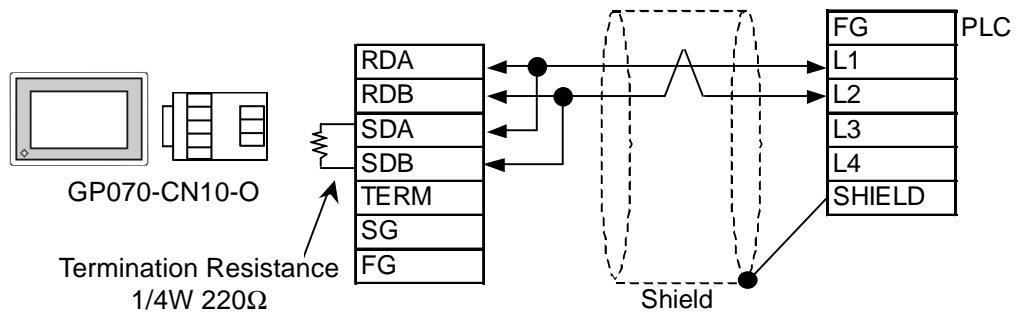 GP070-CN10-O
Termination Resistance
1/4W 220Ω
RDA
RDB
SDA
SDB
TERM
SG
FG
Shield
FG
L1
L2
L3
L4
SHIELD
PLC